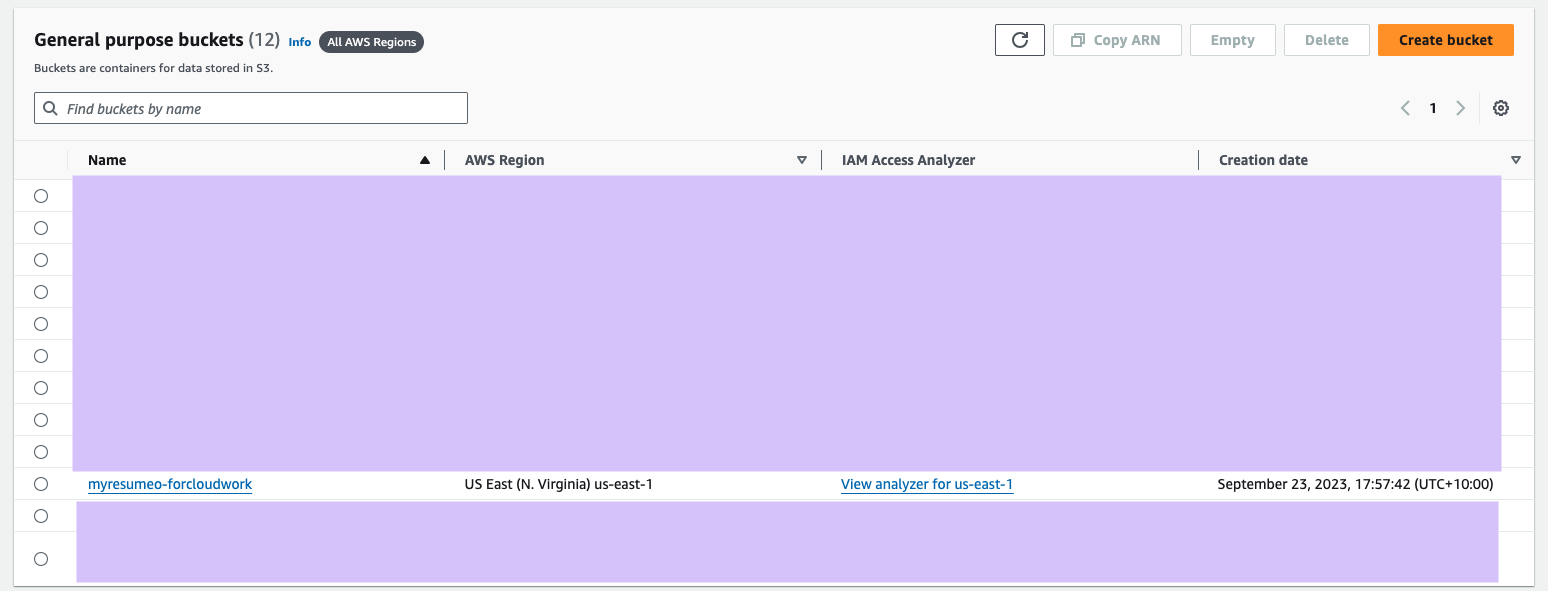 General purpose buckets (12) Info All AWS Regions
Copy ARN Empty Delete Create bucket
Buckets are containers for data stored in S3.
Find buckets by name
1
Name AWS Region IAM Access Analyzer Creation date
myresumeo-forcloudwork US East (N. Virginia) us-east-1 View analyzer for us-east-1 September 23, 2023, 17:57:42 (UTC+10:00)